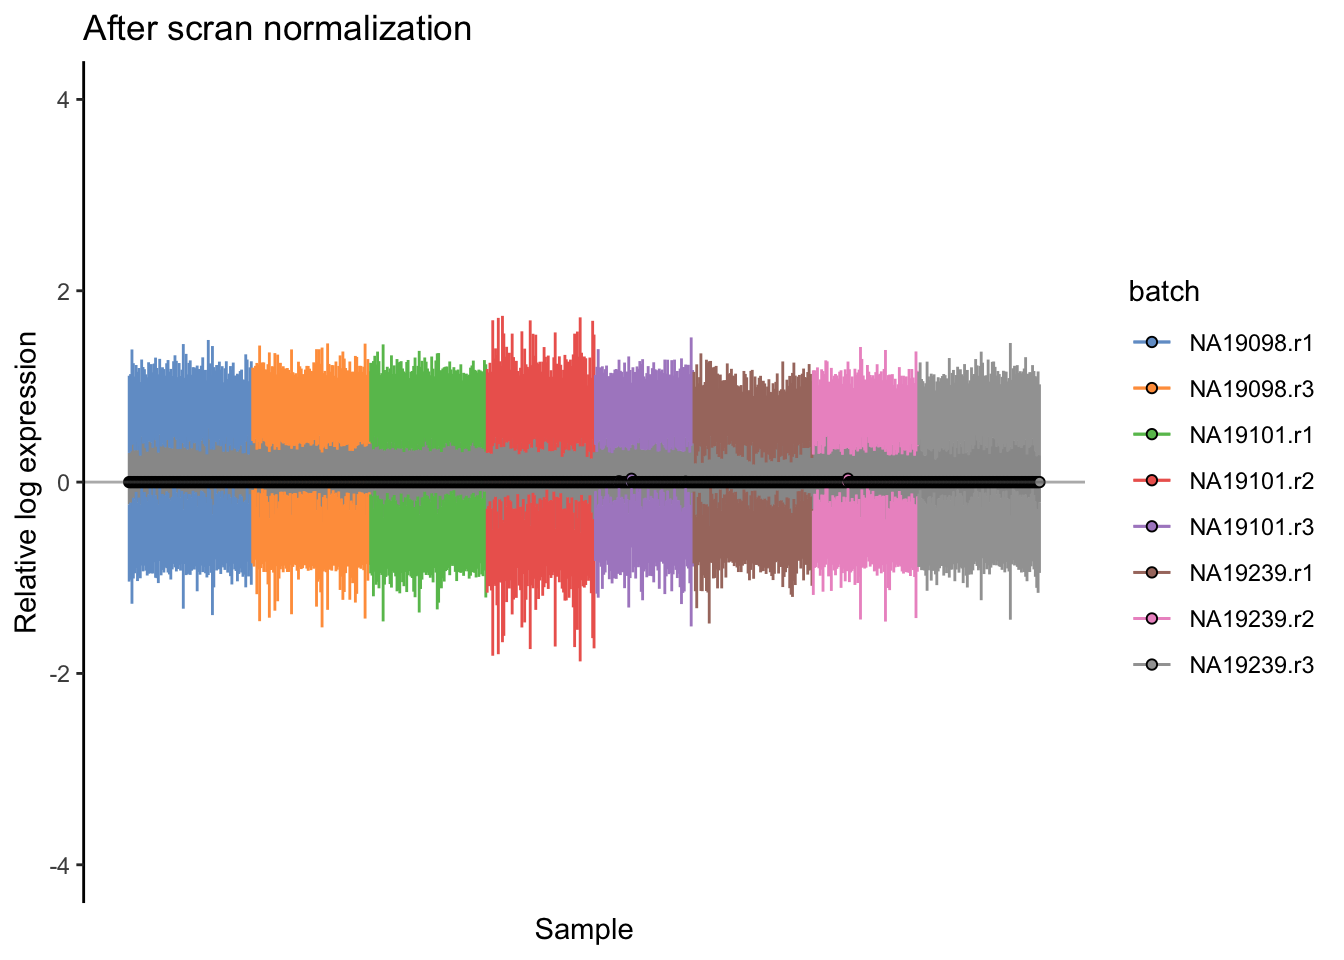 After scran normalization
4
2
0
-2
-4
Relative log expression
Sample
batch
NA19098.r1
NA19098.r3
NA19101.r1
NA19101.r2
NA19101.r3
NA19239.r1
NA19239.r2
NA19239.r3